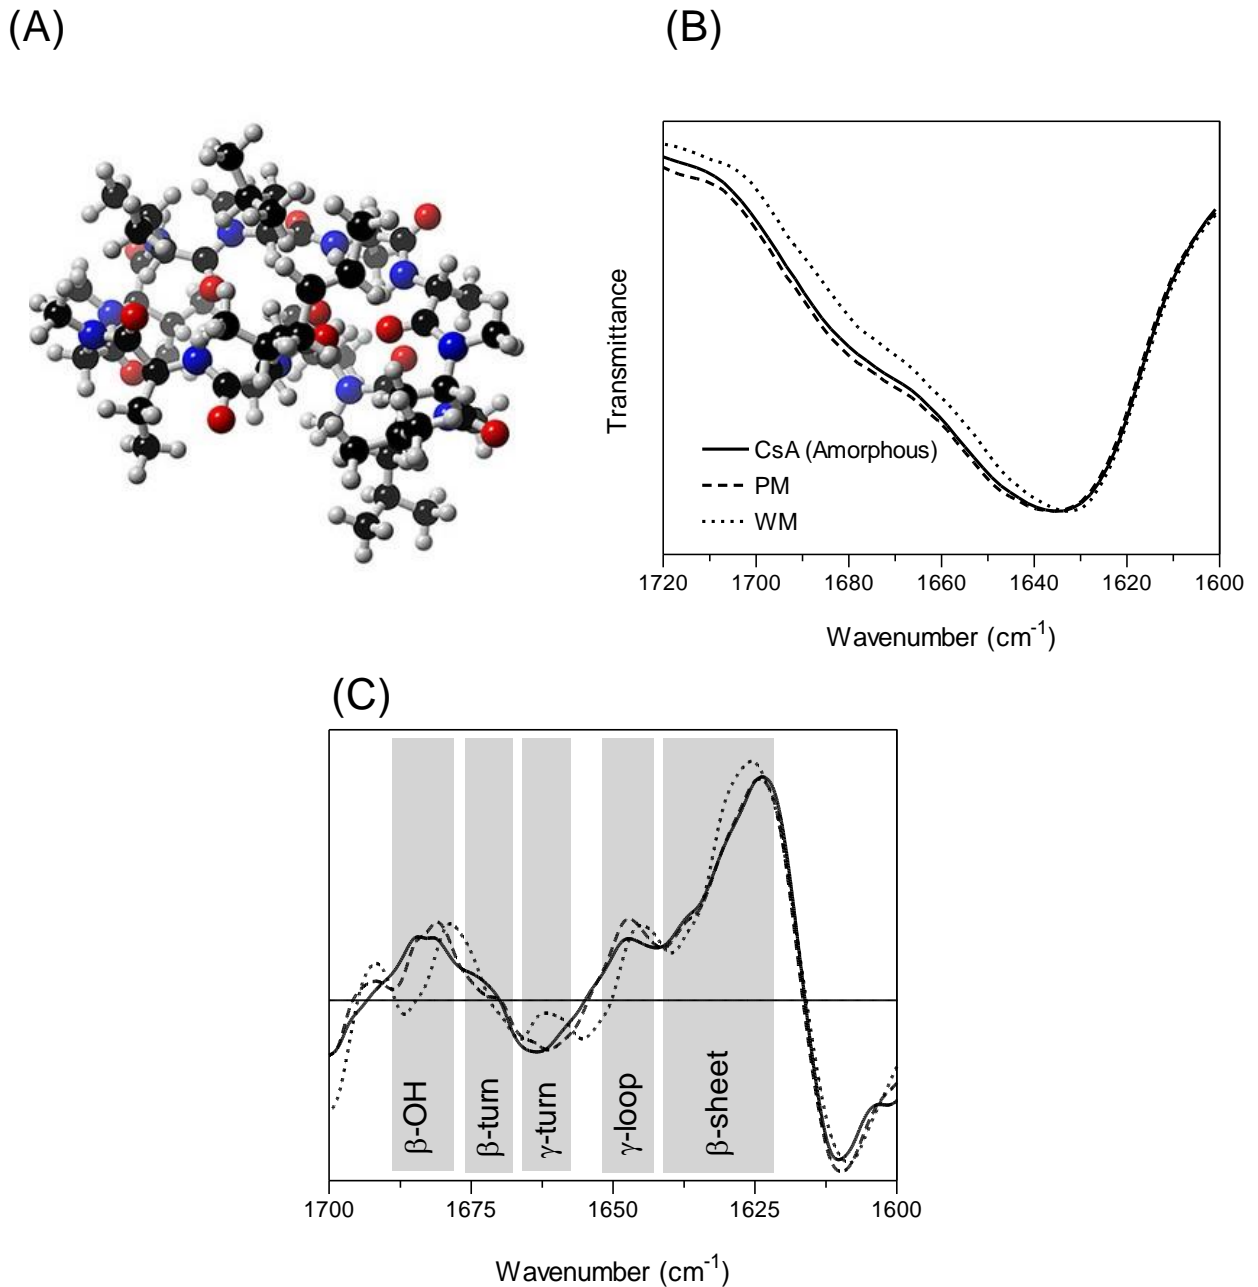 (A)
(B)
Transmittance
CsA (Amorphous)
PM
WM
1720 1700 1680 1660 1640 1620 1600
Wavenumber (cm⁻¹)
(C)
β-OH
β-turn
γ-turn
γ-loop
β-sheet
1700 1675 1650 1625 1600
Wavenumber (cm⁻¹)